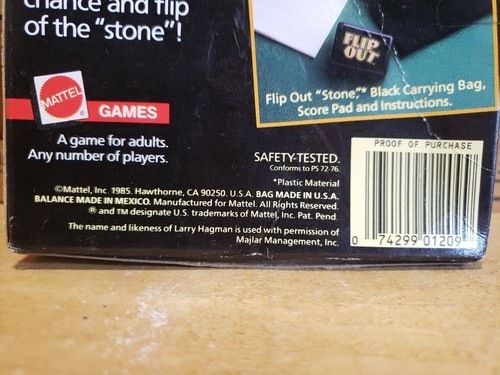 chance and flip
of the "stone"!
FLIP
OUT
Flip Out "Stone,"* Black Carrying Bag,
Score Pad and Instructions.
MATTEL GAMES
A game for adults.
Any number of players.
SAFETY-TESTED.
Conforms to PS 72-76.
*Plastic Material
©Mattel, Inc. 1985. Hawthorne, CA 90250. U.S.A. BAG MADE IN U.S.A.
BALANCE MADE IN MEXICO. Manufactured for Mattel. All Rights Reserved.
® and TM designate U.S. trademarks of Mattel, Inc. Pat. Pend.
The name and likeness of Larry Hagman is used with permission of
Majlar Management, Inc.
PROOF OF PURCHASE
0 74299 01209